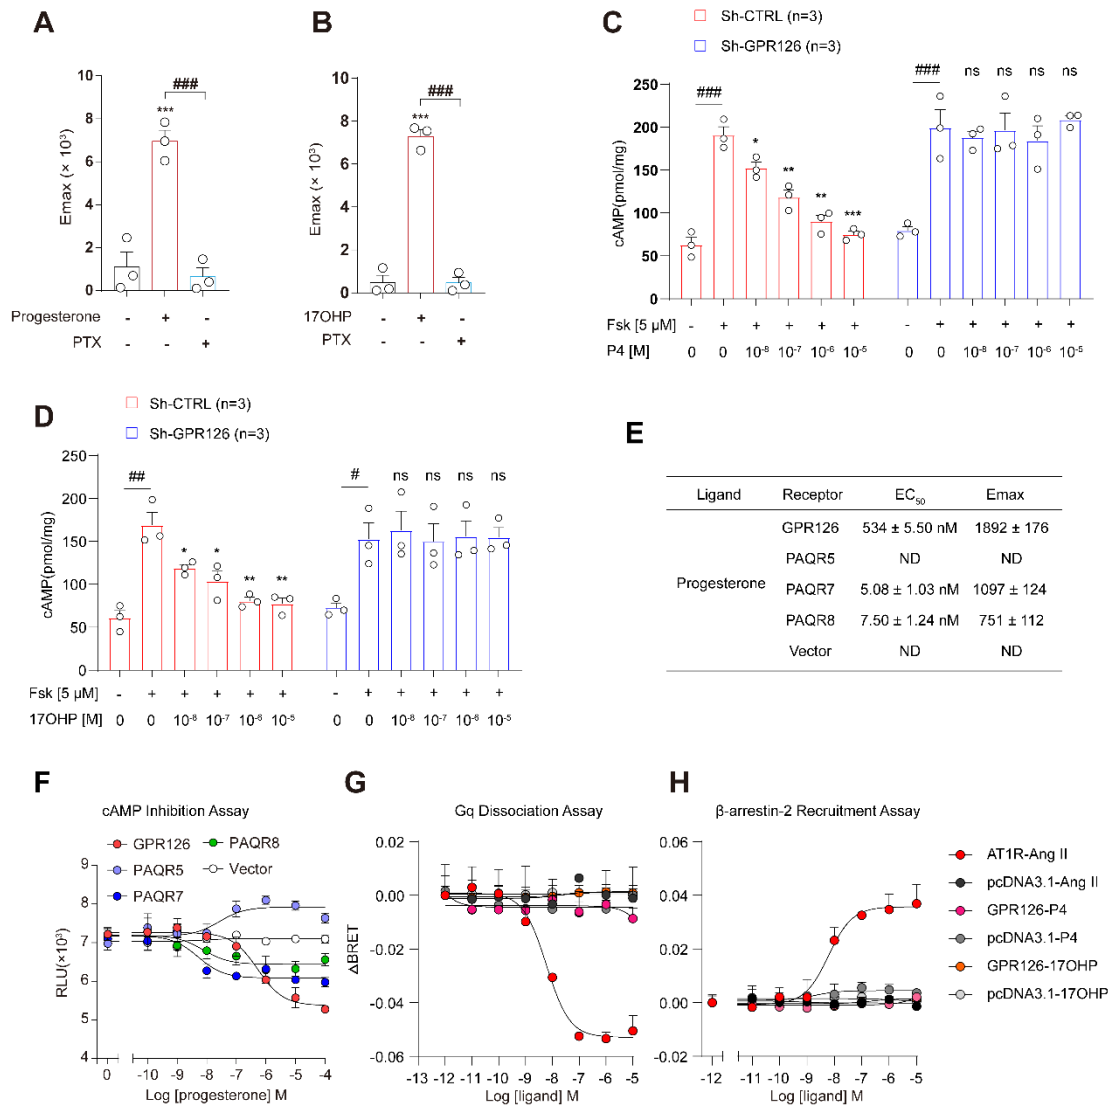 A
B
C
Sh-CTRL (n=3)
Sh-GPR126 (n=3)
Emax (× 10³)
10
8
6
4
2
0
***
###
Progesterone - + -
PTX - - +
Emax (× 10³)
10
8
6
4
2
0
***
###
17OHP - + -
PTX - - +
cAMP(pmol/mg)
250
200
150
100
50
0
### * ** ** *** ### ns ns ns ns
Fsk [5 µM] - + + + + + - + + + + +
P4 [M] 0 0 10⁻⁸ 10⁻⁷ 10⁻⁶ 10⁻⁵ 0 0 10⁻⁸ 10⁻⁷ 10⁻⁶ 10⁻⁵
D
Sh-CTRL (n=3)
Sh-GPR126 (n=3)
cAMP(pmol/mg)
250
200
150
100
50
0
## * * ** ** # ns ns ns ns
Fsk [5 µM] - + + + + + - + + + + +
17OHP [M] 0 0 10⁻⁸ 10⁻⁷ 10⁻⁶ 10⁻⁵ 0 0 10⁻⁸ 10⁻⁷ 10⁻⁶ 10⁻⁵
E
Ligand Receptor EC₅₀ Emax
GPR126 534 ± 5.50 nM 1892 ± 176
PAQR5 ND ND
Progesterone PAQR7 5.08 ± 1.03 nM 1097 ± 124
PAQR8 7.50 ± 1.24 nM 751 ± 112
Vector ND ND
F
cAMP Inhibition Assay
GPR126 PAQR8
PAQR5 Vector
PAQR7
RLU(×10³)
9
8
7
6
5
4
0 -10 -9 -8 -7 -6 -5 -4
Log [progesterone] M
G
Gq Dissociation Assay
ΔBRET
0.02
0.00
-0.02
-0.04
-0.06
-13 -12 -11 -10 -9 -8 -7 -6 -5
Log [ligand] M
H
β-arrestin-2 Recruitment Assay
0.06
0.04
0.02
0.00
-0.02
-12 -11 -10 -9 -8 -7 -6 -5
Log [ligand] M
AT1R-Ang II
pcDNA3.1-Ang II
GPR126-P4
pcDNA3.1-P4
GPR126-17OHP
pcDNA3.1-17OHP